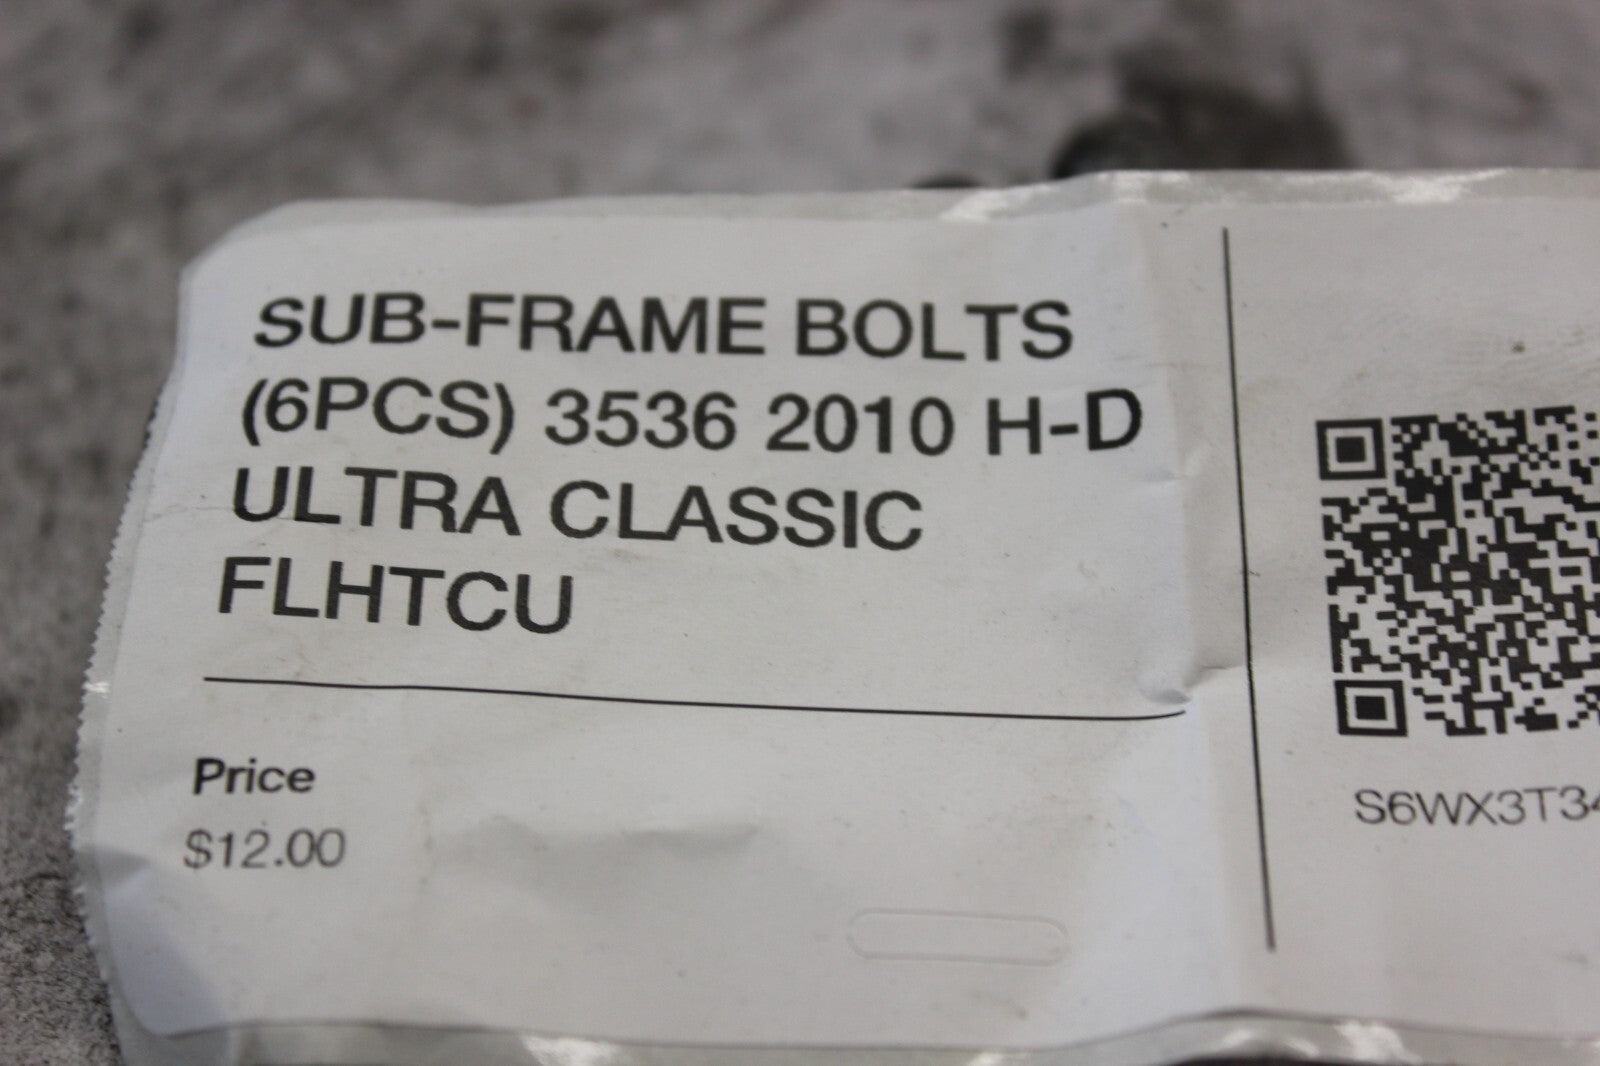 SUB-FRAME BOLTS
(6PCS) 3536 2010 H-D
ULTRA CLASSIC
FLHTCU
Price
$12.00
S6WX3T34